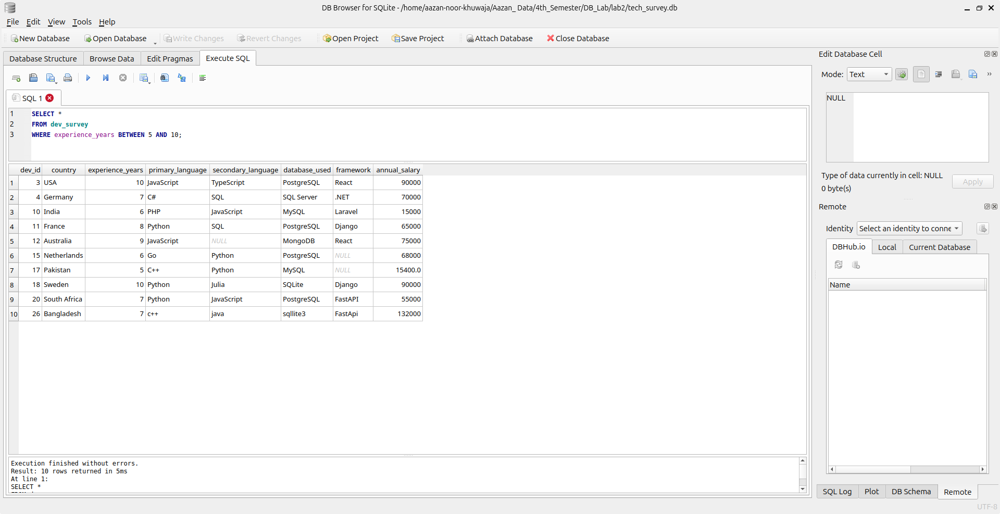 DB Browser for SQLite - /home/aazan-noor-khuwaja/Aazan_ Data/4th_Semester/DB_Lab/lab2/tech_survey.db
File Edit View Tools Help
New Database Open Database Write Changes Revert Changes Open Project Save Project Attach Database Close Database
Database Structure Browse Data Edit Pragmas Execute SQL
SQL 1
1 SELECT *
2 FROM dev_survey
3 WHERE experience_years BETWEEN 5 AND 10;
dev_id country experience_years primary_language secondary_language database_used framework annual_salary
1 3 USA 10 JavaScript TypeScript PostgreSQL React 90000
2 4 Germany 7 C# SQL SQL Server .NET 70000
3 10 India 6 PHP JavaScript MySQL Laravel 15000
4 11 France 8 Python SQL PostgreSQL Django 65000
5 12 Australia 9 JavaScript NULL MongoDB React 75000
6 15 Netherlands 6 Go Python PostgreSQL NULL 68000
7 17 Pakistan 5 C++ Python MySQL NULL 15400.0
8 18 Sweden 10 Python Julia SQLite Django 90000
9 20 South Africa 7 Python JavaScript PostgreSQL FastAPI 55000
10 26 Bangladesh 7 c++ java sqllite3 FastApi 132000
Execution finished without errors.
Result: 10 rows returned in 5ms
At line 1:
SELECT *
Edit Database Cell
Mode: Text
NULL
Type of data currently in cell: NULL
0 byte(s)
Apply
Remote
Identity Select an identity to conne
DBHub.io Local Current Database
Name
SQL Log Plot DB Schema Remote
UTF-8